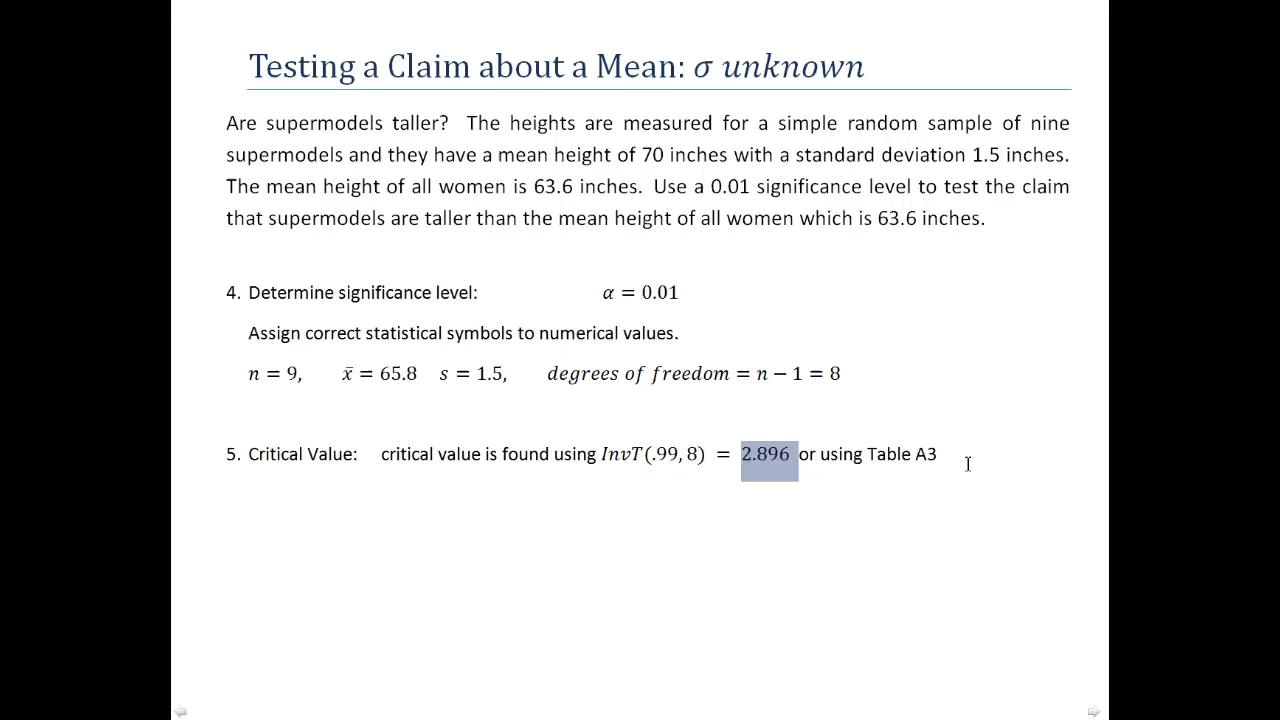 Testing a Claim about a Mean: σ unknown
Are supermodels taller? The heights are measured for a simple random sample of nine
supermodels and they have a mean height of 70 inches with a standard deviation 1.5 inches.
The mean height of all women is 63.6 inches. Use a 0.01 significance level to test the claim
that supermodels are taller than the mean height of all women which is 63.6 inches.
4. Determine significance level: α = 0.01
Assign correct statistical symbols to numerical values.
n = 9, x̄ = 65.8 s = 1.5, degrees of freedom = n − 1 = 8
5. Critical Value: critical value is found using InvT(.99, 8) = 2.896 or using Table A3